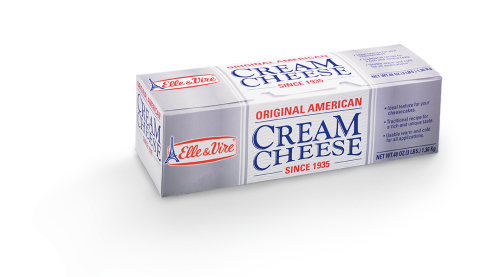 Elle & Vire
ORIGINAL AMERICAN
CREAM
CHEESE
SINCE 1935
NET WT. 48 OZ (3 LBS.) 1.36 Kg
Elle & Vire
ORIGINAL AMERICAN
CREAM
CHEESE
SINCE 1935
• Ideal texture for your
cheesecakes.
• Traditional recipe for
a rich and unique taste.
• Usable warm and cold
for all applications.
NET WT. 48 OZ. (3 LBS.) 1.36 Kg